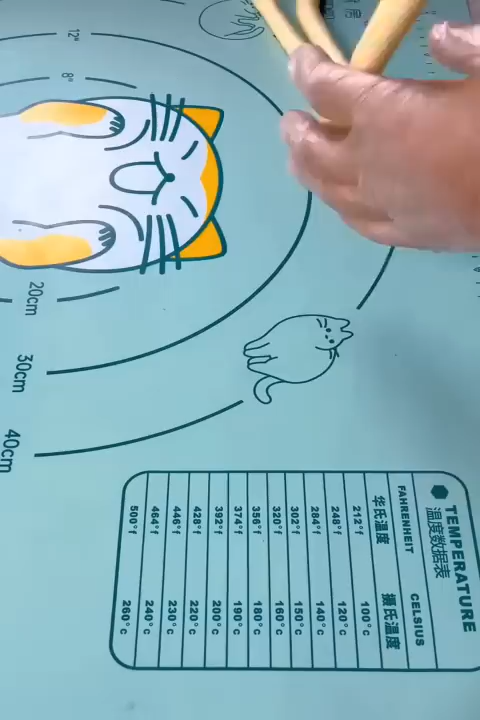 12"
8"
20cm
30cm
40cm
TEMPERATURE
温度数据表
FAHRENHEIT CELSIUS
华氏温度 摄氏温度
212°f 100°c
248°f 120°c
284°f 140°c
302°f 150°c
320°f 160°c
356°f 180°c
374°f 190°c
392°f 200°c
428°f 220°c
446°f 230°c
464°f 240°c
500°f 260°c